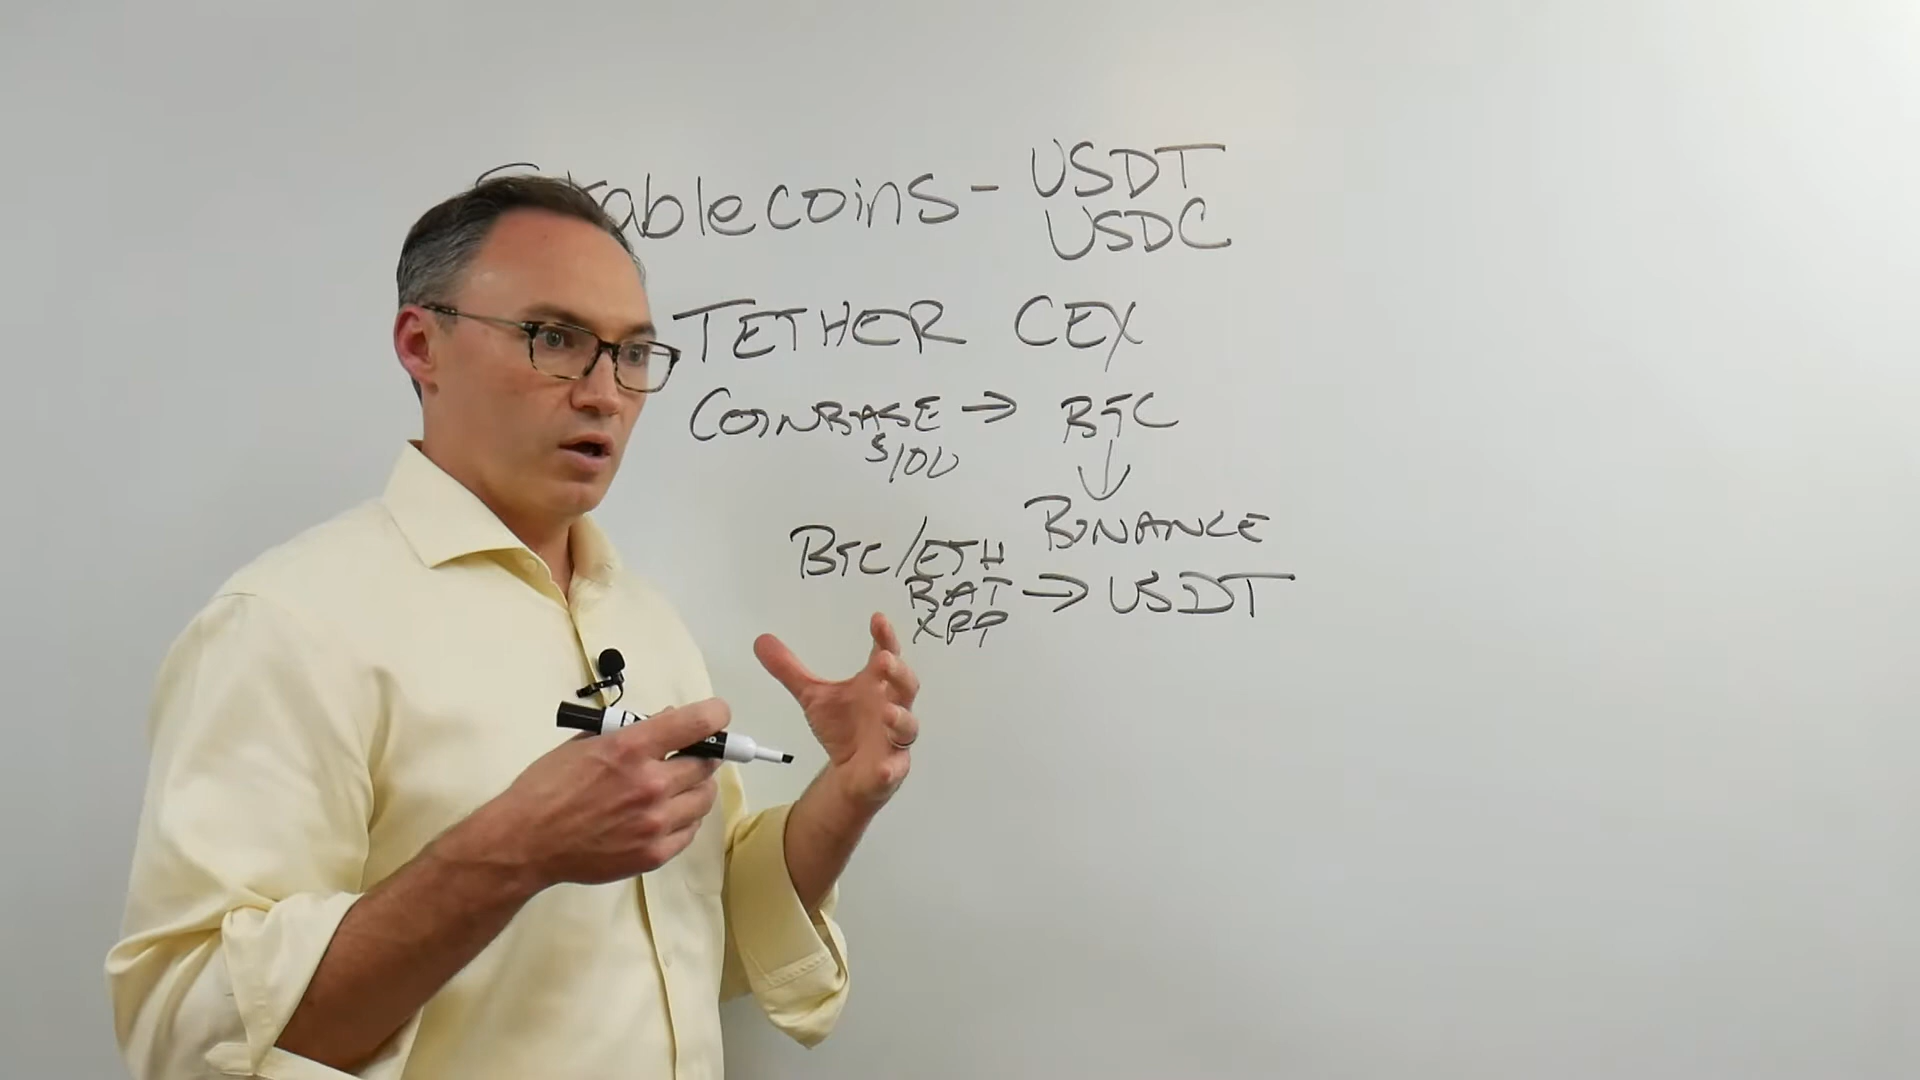 Stablecoins - USDT
USDC
TETHER CEX
COINBASE → BTC
$100
↓
BINANCE
BTC/ETH
BAT → USDT
XRP